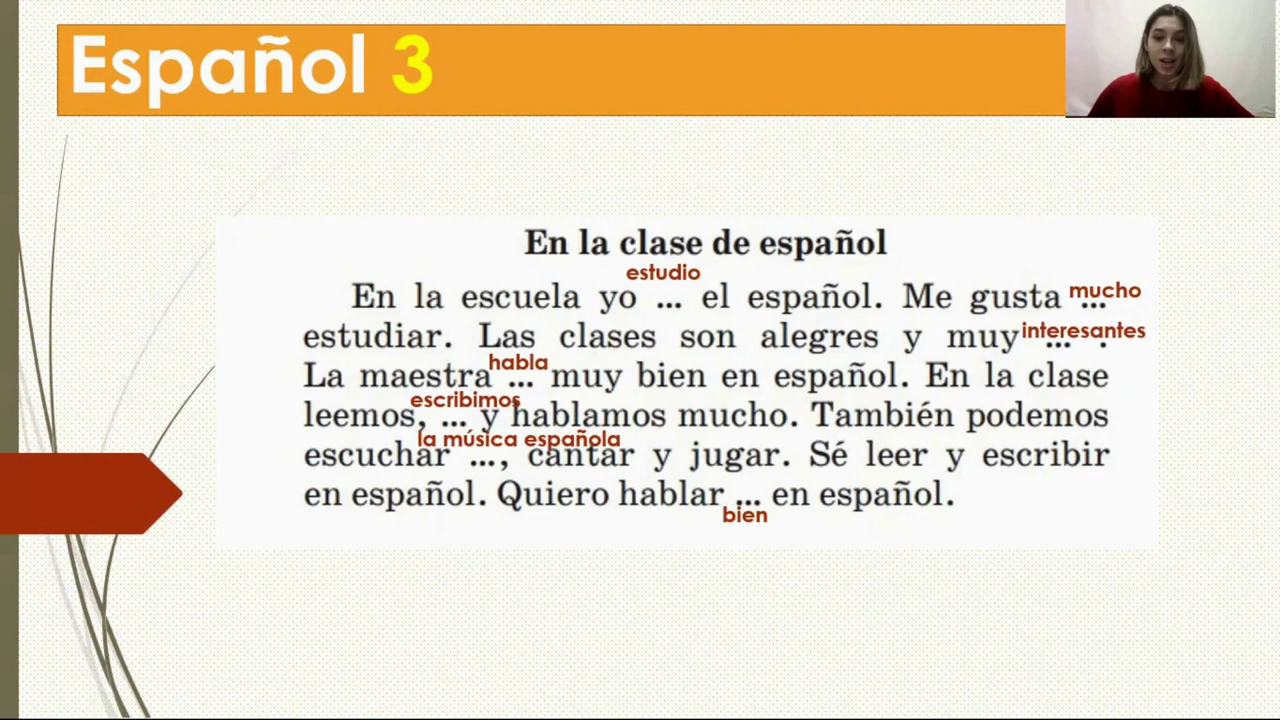 Español 3
En la clase de español
estudio
En la escuela yo ... el español. Me gusta ...
mucho
estudiar. Las clases son alegres y muy ... .
interesantes
habla
La maestra ... muy bien en español. En la clase
escribimos
leemos, ... y hablamos mucho. También podemos
la música española
escuchar ..., cantar y jugar. Sé leer y escribir
en español. Quiero hablar ... en español.
bien